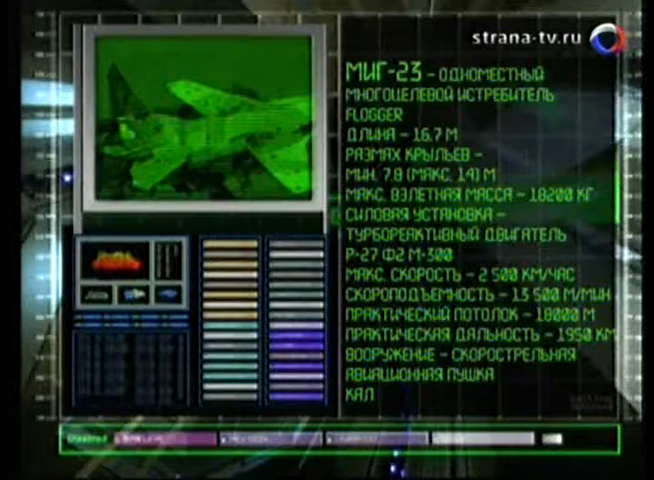 strana-tv.ru
МИГ-23 – ОДНОМЕСТНЫЙ
МНОГОЦЕЛЕВОЙ ИСТРЕБИТЕЛЬ
FLOGGER
ДЛИНА – 16.7 М
РАЗМАХ КРЫЛЬЕВ –
МИН. 7.8 (МАКС. 14) М
МАКС. ВЗЛЕТНАЯ МАССА – 18200 КГ
СИЛОВАЯ УСТАНОВКА –
ТУРБОРЕАКТИВНЫЙ ДВИГАТЕЛЬ
Р-27 Ф2 М-300
МАКС. СКОРОСТЬ – 2 500 КМ/ЧАС
СКОРОПОДЪЕМНОСТЬ – 13 500 М/МИН
ПРАКТИЧЕСКИЙ ПОТОЛОК – 18000 М
ПРАКТИЧЕСКАЯ ДАЛЬНОСТЬ – 1950 КМ
ВООРУЖЕНИЕ – СКОРОСТРЕЛЬНАЯ
АВИАЦИОННАЯ ПУШКА
КАЛ